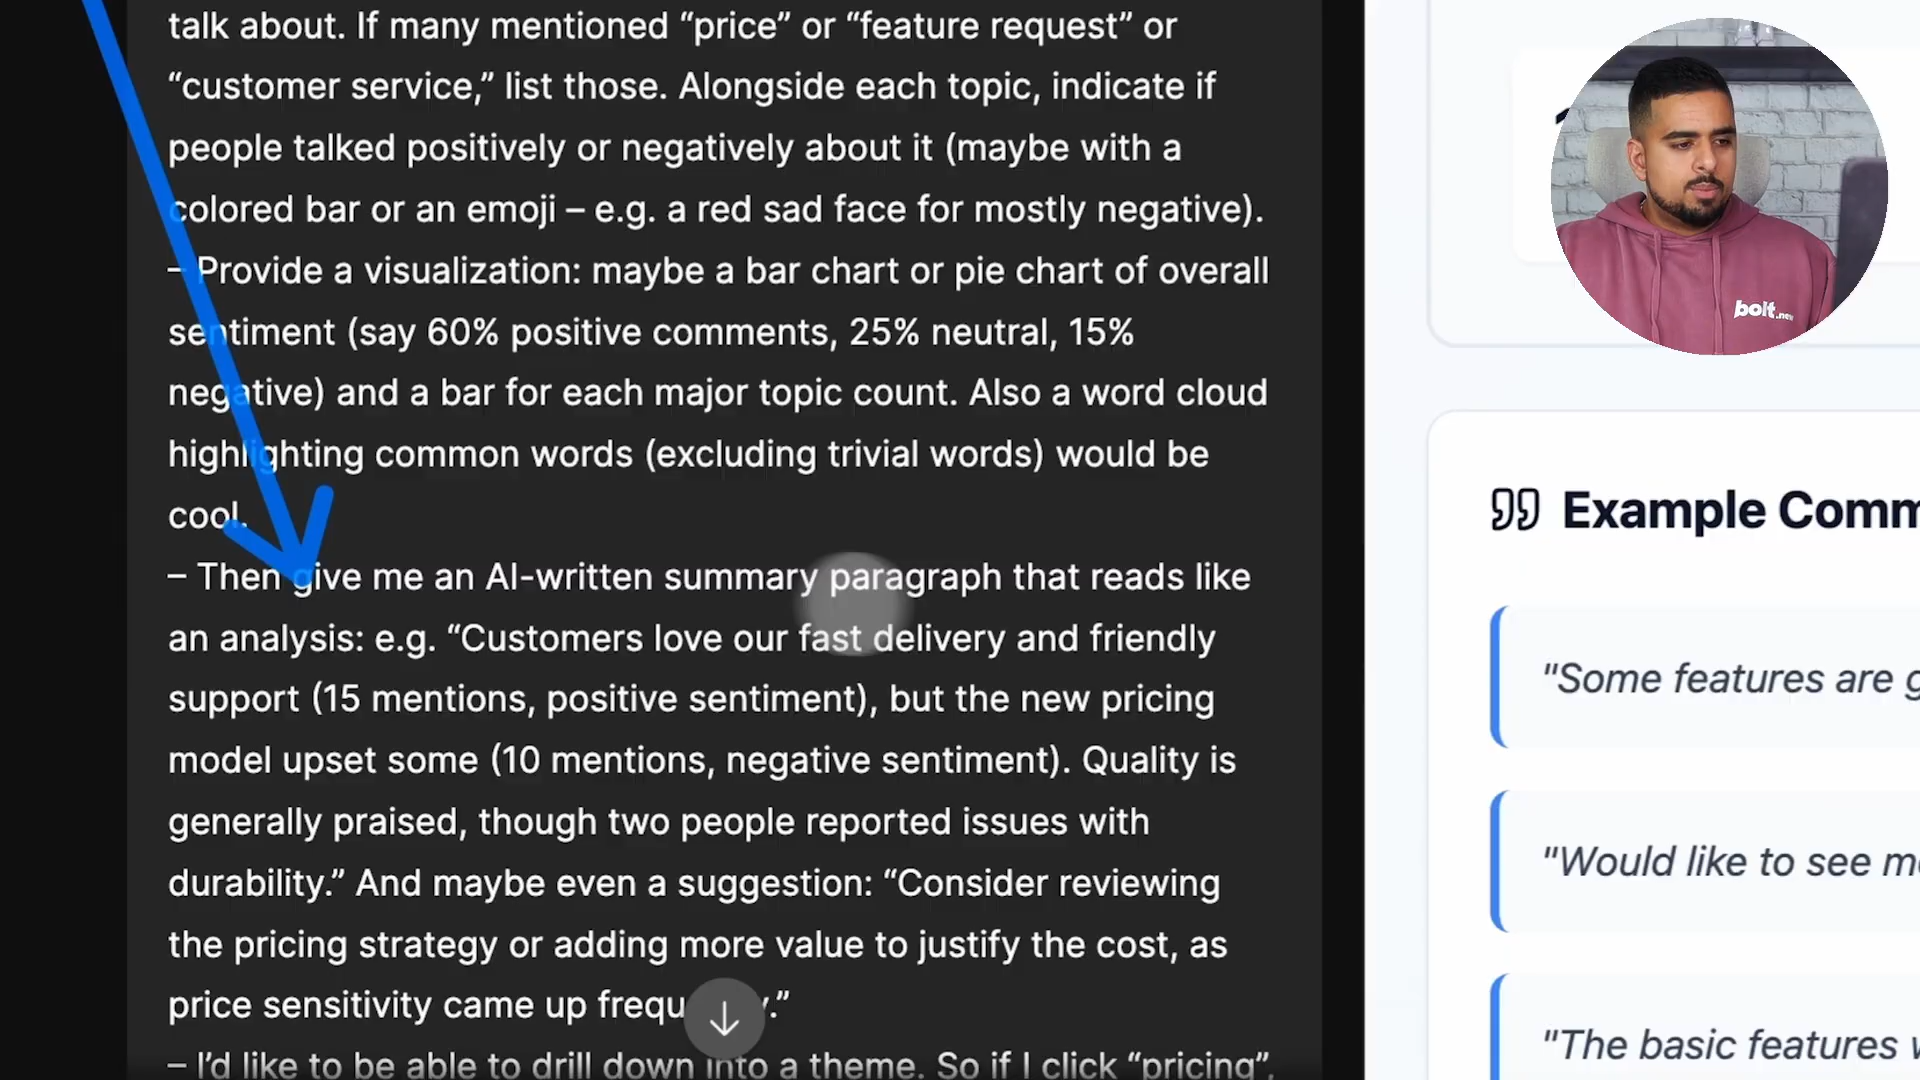 talk about. If many mentioned “price” or “feature request” or
“customer service,” list those. Alongside each topic, indicate if
people talked positively or negatively about it (maybe with a
colored bar or an emoji – e.g. a red sad face for mostly negative).
– Provide a visualization: maybe a bar chart or pie chart of overall
sentiment (say 60% positive comments, 25% neutral, 15%
negative) and a bar for each major topic count. Also a word cloud
highlighting common words (excluding trivial words) would be
cool.
– Then give me an AI-written summary paragraph that reads like
an analysis: e.g. “Customers love our fast delivery and friendly
support (15 mentions, positive sentiment), but the new pricing
model upset some (10 mentions, negative sentiment). Quality is
generally praised, though two people reported issues with
durability.” And maybe even a suggestion: “Consider reviewing
the pricing strategy or adding more value to justify the cost, as
price sensitivity came up
– I’d like to be able to drill down into a theme. So if I click “pricing”,
bolt.new
Example
"Some features are
"Would like to see
"The basic features